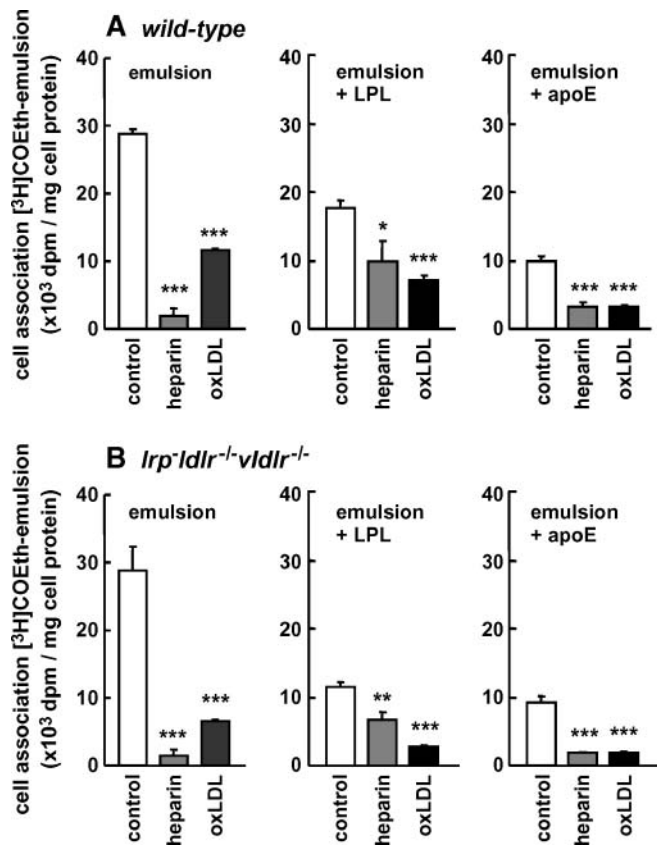 A wild-type
cell association [³H]COEth-emulsion
(x10³ dpm / mg cell protein)
emulsion
40
30
20
10
0
***
***
control
heparin
oxLDL
emulsion
+ LPL
40
30
20
10
0
*
***
control
heparin
oxLDL
emulsion
+ apoE
40
30
20
10
0
***
***
control
heparin
oxLDL
B lrp⁻ldlr⁻/⁻vldlr⁻/⁻
cell association [³H]COEth-emulsion
(x10³ dpm / mg cell protein)
emulsion
40
30
20
10
0
***
***
control
heparin
oxLDL
emulsion
+ LPL
40
30
20
10
0
**
***
control
heparin
oxLDL
emulsion
+ apoE
40
30
20
10
0
***
***
control
heparin
oxLDL